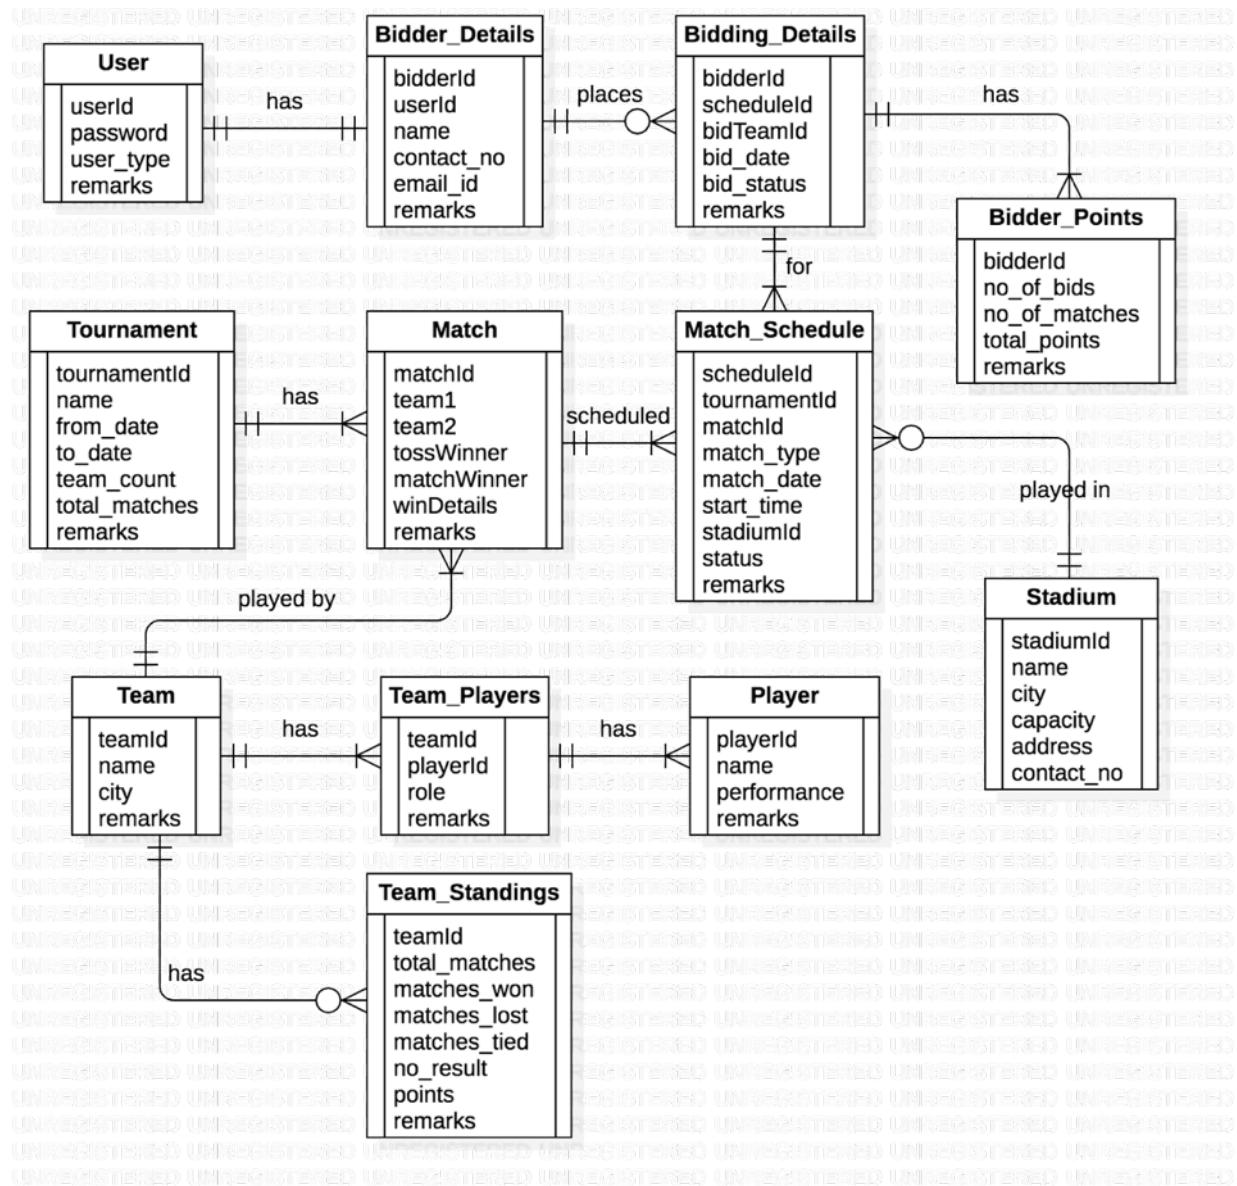 User
userId
password
user_type
remarks
has
Bidder_Details
bidderId
userId
name
contact_no
email_id
remarks
places
Bidding_Details
bidderId
scheduleId
bidTeamId
bid_date
bid_status
remarks
has
Bidder_Points
bidderId
no_of_bids
no_of_matches
total_points
remarks
for
Tournament
tournamentId
name
from_date
to_date
team_count
total_matches
remarks
has
Match
matchId
team1
team2
tossWinner
matchWinner
winDetails
remarks
scheduled
Match_Schedule
scheduleId
tournamentId
matchId
match_type
match_date
start_time
stadiumId
status
remarks
played in
Stadium
stadiumId
name
city
capacity
address
contact_no
played by
Team
teamId
name
city
remarks
has
Team_Players
teamId
playerId
role
remarks
has
Player
playerId
name
performance
remarks
has
Team_Standings
teamId
total_matches
matches_won
matches_lost
matches_tied
no_result
points
remarks
UNREGISTERED